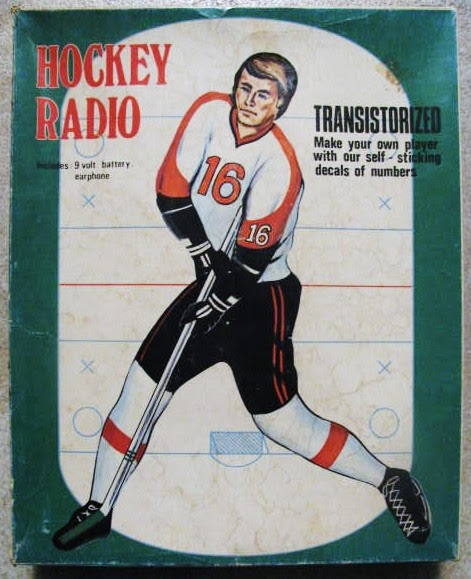 HOCKEY
RADIO
Includes: 9 volt battery.
earphone
TRANSISTORIZED
Make your own player
with our self-sticking
decals of numbers
16
16